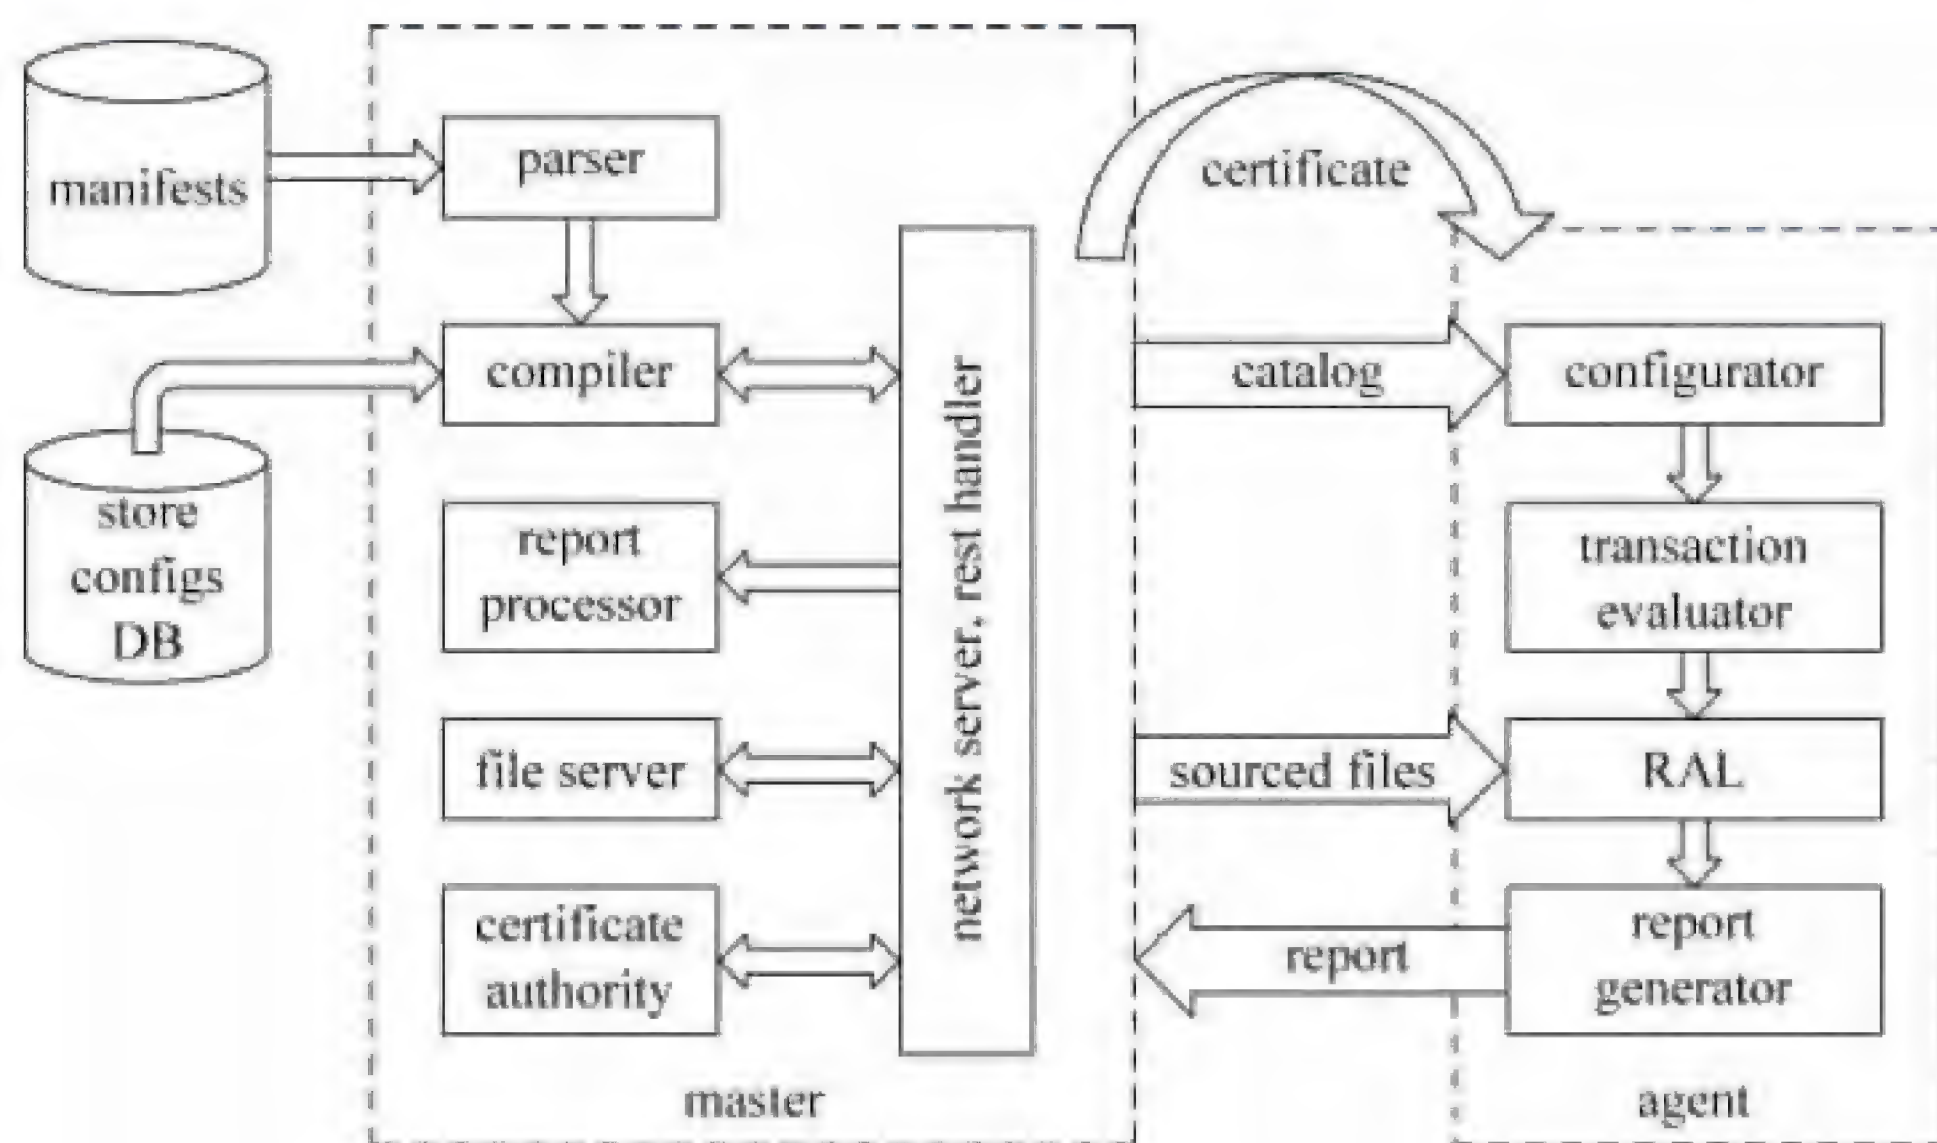 manifests
parser
certificate
compiler
catalog
configurator
store
configs
DB
report
processor
network server, rest handler
transaction
evaluator
file server
sourced files
RAL
certificate
authority
report
report
generator
master
agent